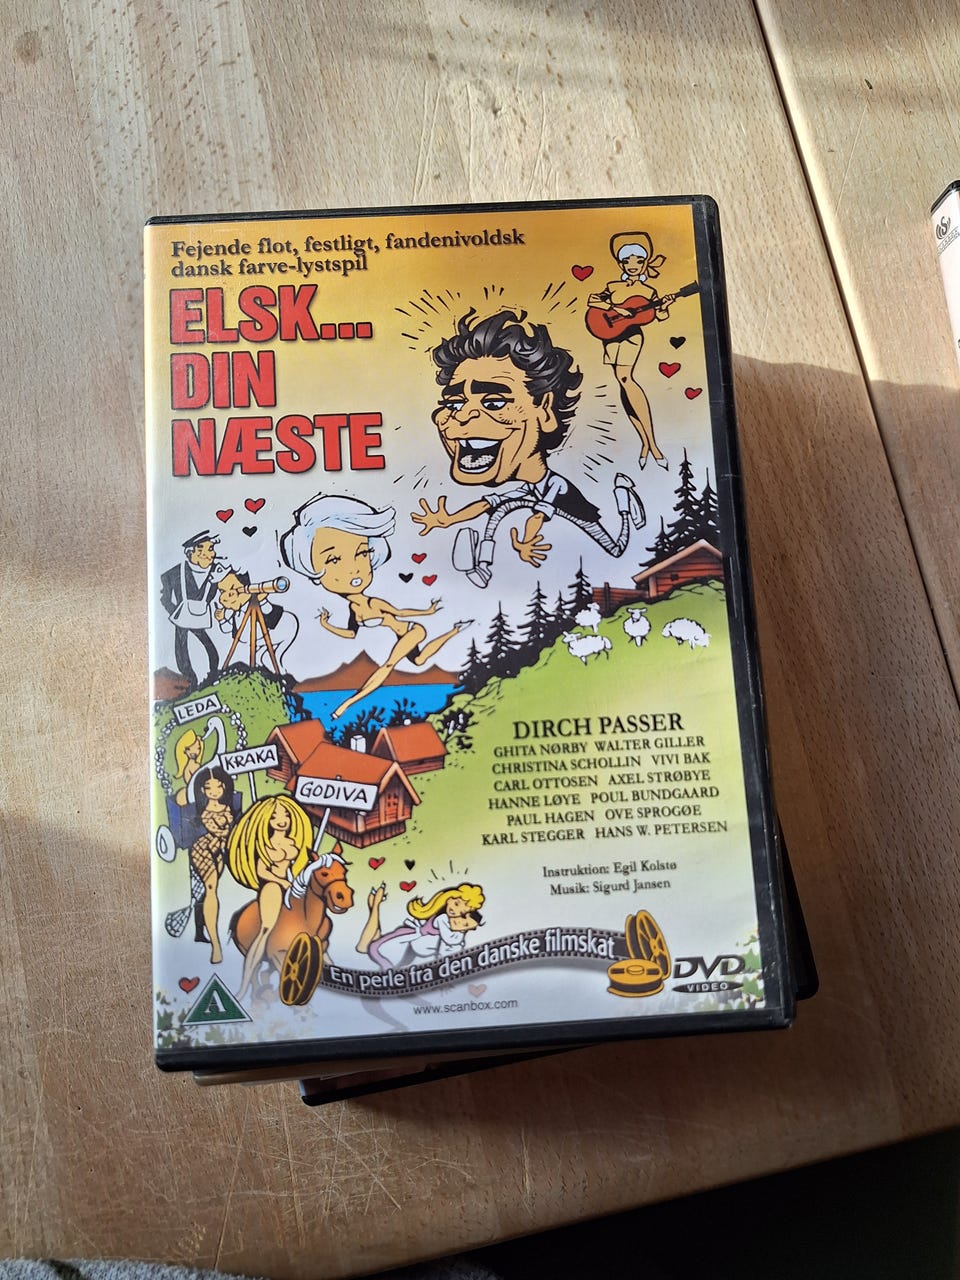 Fejende flot, festligt, fandenivoldsk
dansk farve-lystspil
ELSK...
DIN
NÆSTE
LEDA
KRAKA
GODIVA
DIRCH PASSER
GHITA NØRBY WALTER GILLER
CHRISTINA SCHOLLIN VIVI BAK
CARL OTTOSEN AXEL STRØBYE
HANNE LØYE POUL BUNDGAARD
PAUL HAGEN OVE SPROGØE
KARL STEGGER HANS W. PETERSEN
Instruktion: Egil Kolstø
Musik: Sigurd Jansen
En perle fra den danske filmskat
A
www.scanbox.com
DVD
VIDEO